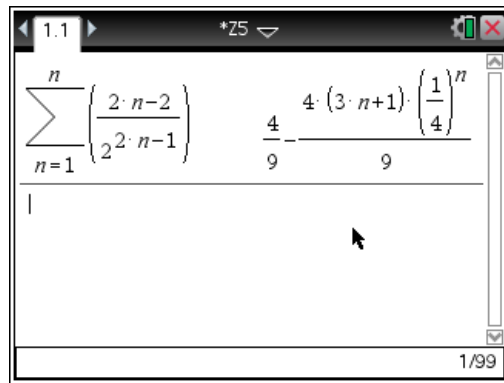 1.1 *Z5
n
∑
n=1
(2·n−2 / 2^(2·n−1))
4/9 − 4·(3·n+1)·(1/4)^n / 9
1/99